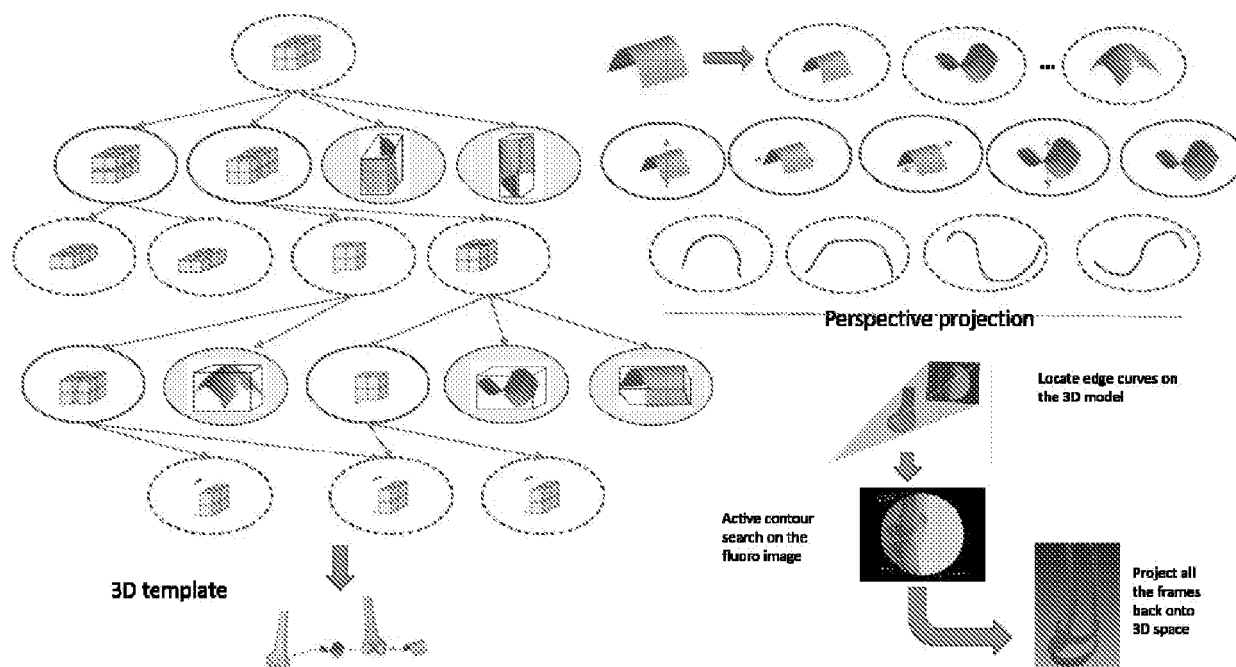 ...
Perspective projection
Locate edge curves on
the 3D model
Active contour
search on the
fluoro image
3D template
Project all
the frames
back onto
3D space